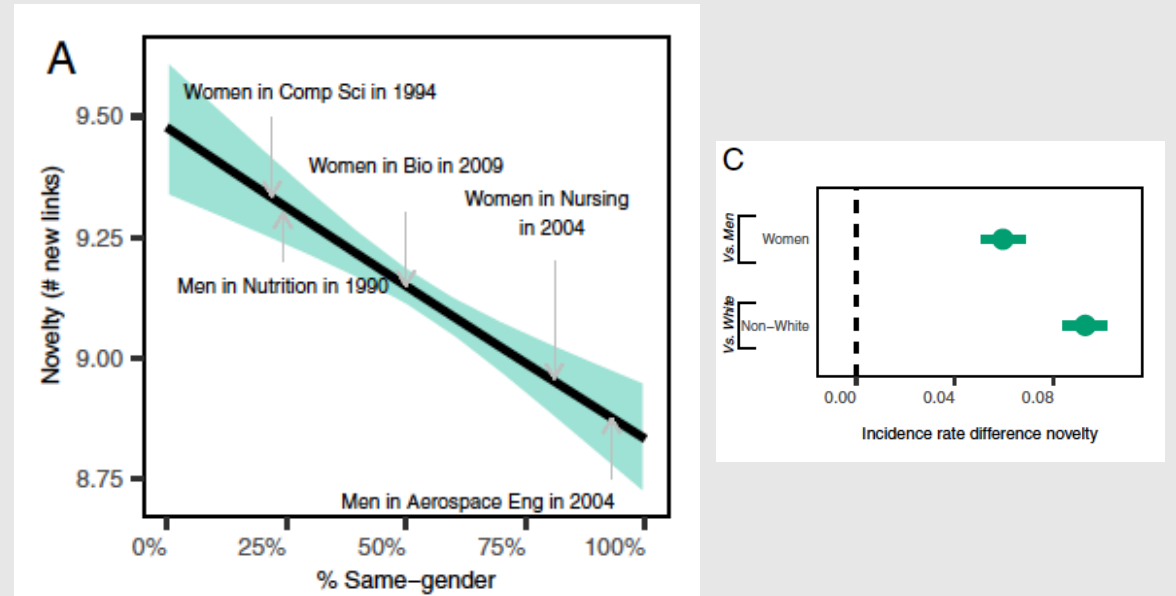 A
Women in Comp Sci in 1994
9.50
Women in Bio in 2009
Women in Nursing
in 2004
9.25
Men in Nutrition in 1990
9.00
8.75
Men in Aerospace Eng in 2004
Novelty (# new links)
0% 25% 50% 75% 100%
% Same–gender
C
Vs. Men
Women
Vs. White
Non–White
0.00 0.04 0.08
Incidence rate difference novelty